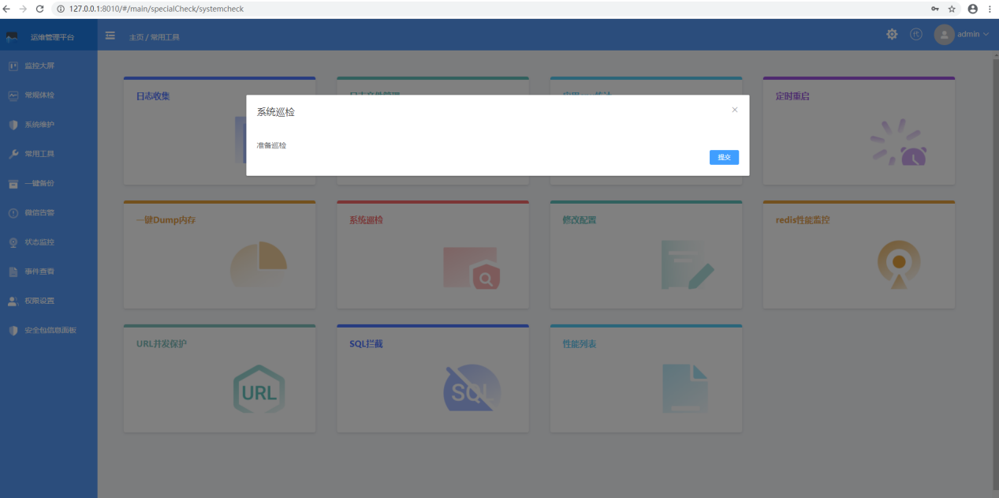 127.0.0.1:8010/#/main/specialCheck/systemcheck
运维管理平台
主页 / 常用工具
代
admin
监控大屏
常规体检
系统维护
常用工具
一键备份
微信告警
状态监控
事件查看
权限设置
安全包信息面板
日志收集
定时重启
系统巡检
准备巡检
提交
一键Dump内存
系统巡检
修改配置
redis性能监控
URL并发保护
URL
SQL拦截
SQL
性能列表